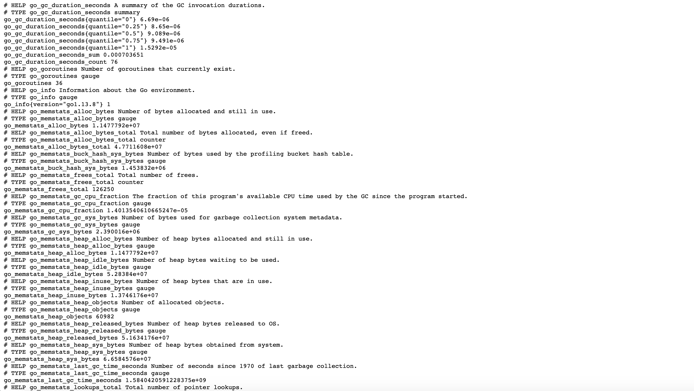 # HELP go_gc_duration_seconds A summary of the GC invocation durations.
# TYPE go_gc_duration_seconds summary
go_gc_duration_seconds{quantile="0"} 6.69e-06
go_gc_duration_seconds{quantile="0.25"} 8.65e-06
go_gc_duration_seconds{quantile="0.5"} 9.089e-06
go_gc_duration_seconds{quantile="0.75"} 9.491e-06
go_gc_duration_seconds{quantile="1"} 1.5292e-05
go_gc_duration_seconds_sum 0.000703651
go_gc_duration_seconds_count 76
# HELP go_goroutines Number of goroutines that currently exist.
# TYPE go_goroutines gauge
go_goroutines 36
# HELP go_info Information about the Go environment.
# TYPE go_info gauge
go_info{version="go1.13.8"} 1
# HELP go_memstats_alloc_bytes Number of bytes allocated and still in use.
# TYPE go_memstats_alloc_bytes gauge
go_memstats_alloc_bytes 1.1477792e+07
# HELP go_memstats_alloc_bytes_total Total number of bytes allocated, even if freed.
# TYPE go_memstats_alloc_bytes_total counter
go_memstats_alloc_bytes_total 4.7711608e+07
# HELP go_memstats_buck_hash_sys_bytes Number of bytes used by the profiling bucket hash table.
# TYPE go_memstats_buck_hash_sys_bytes gauge
go_memstats_buck_hash_sys_bytes 1.453832e+06
# HELP go_memstats_frees_total Total number of frees.
# TYPE go_memstats_frees_total counter
go_memstats_frees_total 126250
# HELP go_memstats_gc_cpu_fraction The fraction of this program's available CPU time used by the GC since the program started.
# TYPE go_memstats_gc_cpu_fraction gauge
go_memstats_gc_cpu_fraction 1.4013540610665247e-05
# HELP go_memstats_gc_sys_bytes Number of bytes used for garbage collection system metadata.
# TYPE go_memstats_gc_sys_bytes gauge
go_memstats_gc_sys_bytes 2.390016e+06
# HELP go_memstats_heap_alloc_bytes Number of heap bytes allocated and still in use.
# TYPE go_memstats_heap_alloc_bytes gauge
go_memstats_heap_alloc_bytes 1.1477792e+07
# HELP go_memstats_heap_idle_bytes Number of heap bytes waiting to be used.
# TYPE go_memstats_heap_idle_bytes gauge
go_memstats_heap_idle_bytes 5.28384e+07
# HELP go_memstats_heap_inuse_bytes Number of heap bytes that are in use.
# TYPE go_memstats_heap_inuse_bytes gauge
go_memstats_heap_inuse_bytes 1.3746176e+07
# HELP go_memstats_heap_objects Number of allocated objects.
# TYPE go_memstats_heap_objects gauge
go_memstats_heap_objects 60982
# HELP go_memstats_heap_released_bytes Number of heap bytes released to OS.
# TYPE go_memstats_heap_released_bytes gauge
go_memstats_heap_released_bytes 5.1634176e+07
# HELP go_memstats_heap_sys_bytes Number of heap bytes obtained from system.
# TYPE go_memstats_heap_sys_bytes gauge
go_memstats_heap_sys_bytes 6.6584576e+07
# HELP go_memstats_last_gc_time_seconds Number of seconds since 1970 of last garbage collection.
# TYPE go_memstats_last_gc_time_seconds gauge
go_memstats_last_gc_time_seconds 1.5840420591228375e+09
# HELP go_memstats_lookups_total Total number of pointer lookups.